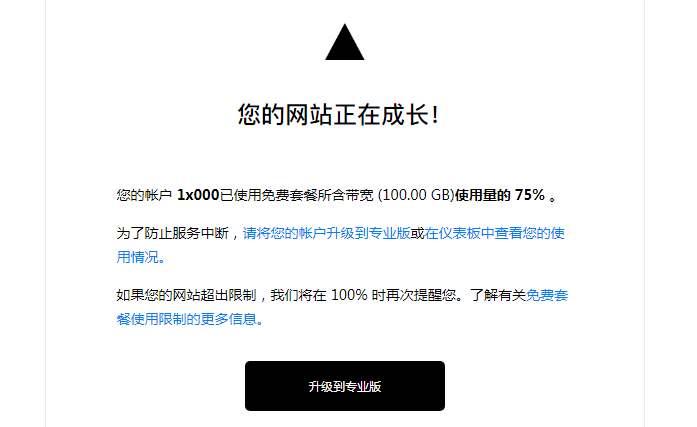 您的网站正在成长！
您的帐户 1x000已使用免费套餐所含带宽 (100.00 GB)使用量的 75% 。
为了防止服务中断，请将您的帐户升级到专业版或在仪表板中查看您的使
用情况。
如果您的网站超出限制，我们将在 100% 时再次提醒您。了解有关免费套
餐使用限制的更多信息。
升级到专业版